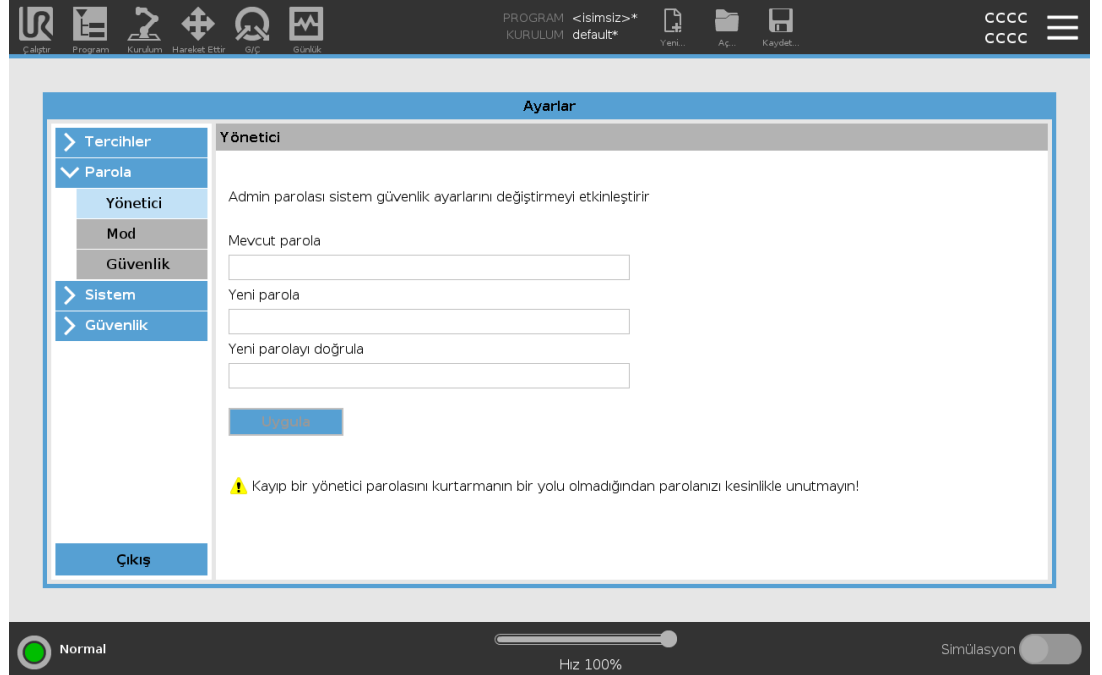 UR
PROGRAM <isimsiz>*
KURULUM default*
cccc
cccc
Çalıştır Program Kurulum Hareket Ettir G/Ç Günlük Yeni... Aç... Kaydet...
Ayarlar
Tercihler
Parola
Yönetici
Mod
Güvenlik
Sistem
Güvenlik
Çıkış
Yönetici
Admin parolası sistem güvenlik ayarlarını değiştirmeyi etkinleştirir
Mevcut parola
Yeni parola
Yeni parolayı doğrula
Uygula
Kayıp bir yönetici parolasını kurtarmanın bir yolu olmadığından parolanızı kesinlikle unutmayın!
Normal
Hız 100%
Simülasyon